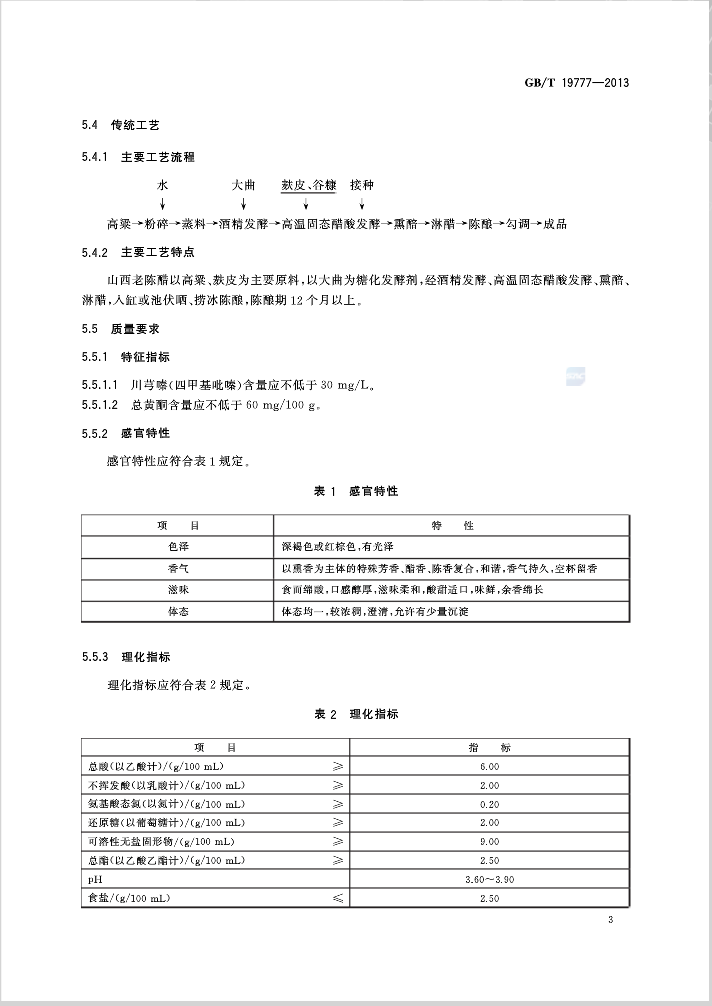 GB/T 19777—2013
5.4 传统工艺
5.4.1 主要工艺流程
水 大曲 麸皮、谷糠 接种
↓ ↓ ↓ ↓
高粱→粉碎→蒸料→酒精发酵→高温固态醋酸发酵→熏醅→淋醋→陈酿→勾调→成品
5.4.2 主要工艺特点
山西老陈醋以高粱、麸皮为主要原料,以大曲为糖化发酵剂,经酒精发酵、高温固态醋酸发酵、熏醅、
淋醋,入缸或池伏晒、捞冰陈酿,陈酿期12个月以上。
5.5 质量要求
5.5.1 特征指标
5.5.1.1 川芎嗪(四甲基吡嗪)含量应不低于30 mg/L。
5.5.1.2 总黄酮含量应不低于60 mg/100 g。
5.5.2 感官特性
感官特性应符合表1规定。
表 1 感官特性
项 目 特 性
色泽 深褐色或红棕色,有光泽
香气 以熏香为主体的特殊芳香、酯香、陈香复合,和谐,香气持久,空杯留香
滋味 食而绵酸,口感醇厚,滋味柔和,酸甜适口,味鲜,余香绵长
体态 体态均一,较浓稠,澄清,允许有少量沉淀
5.5.3 理化指标
理化指标应符合表2规定。
表 2 理化指标
项 目 指 标
总酸(以乙酸计)/(g/100 mL) ≥ 6.00
不挥发酸(以乳酸计)/(g/100 mL) ≥ 2.00
氨基酸态氮(以氮计)/(g/100 mL) ≥ 0.20
还原糖(以葡萄糖计)/(g/100 mL) ≥ 2.00
可溶性无盐固形物/(g/100 mL) ≥ 9.00
总酯(以乙酸乙酯计)/(g/100 mL) ≥ 2.50
pH 3.60~3.90
食盐/(g/100 mL) ≤ 2.50
3